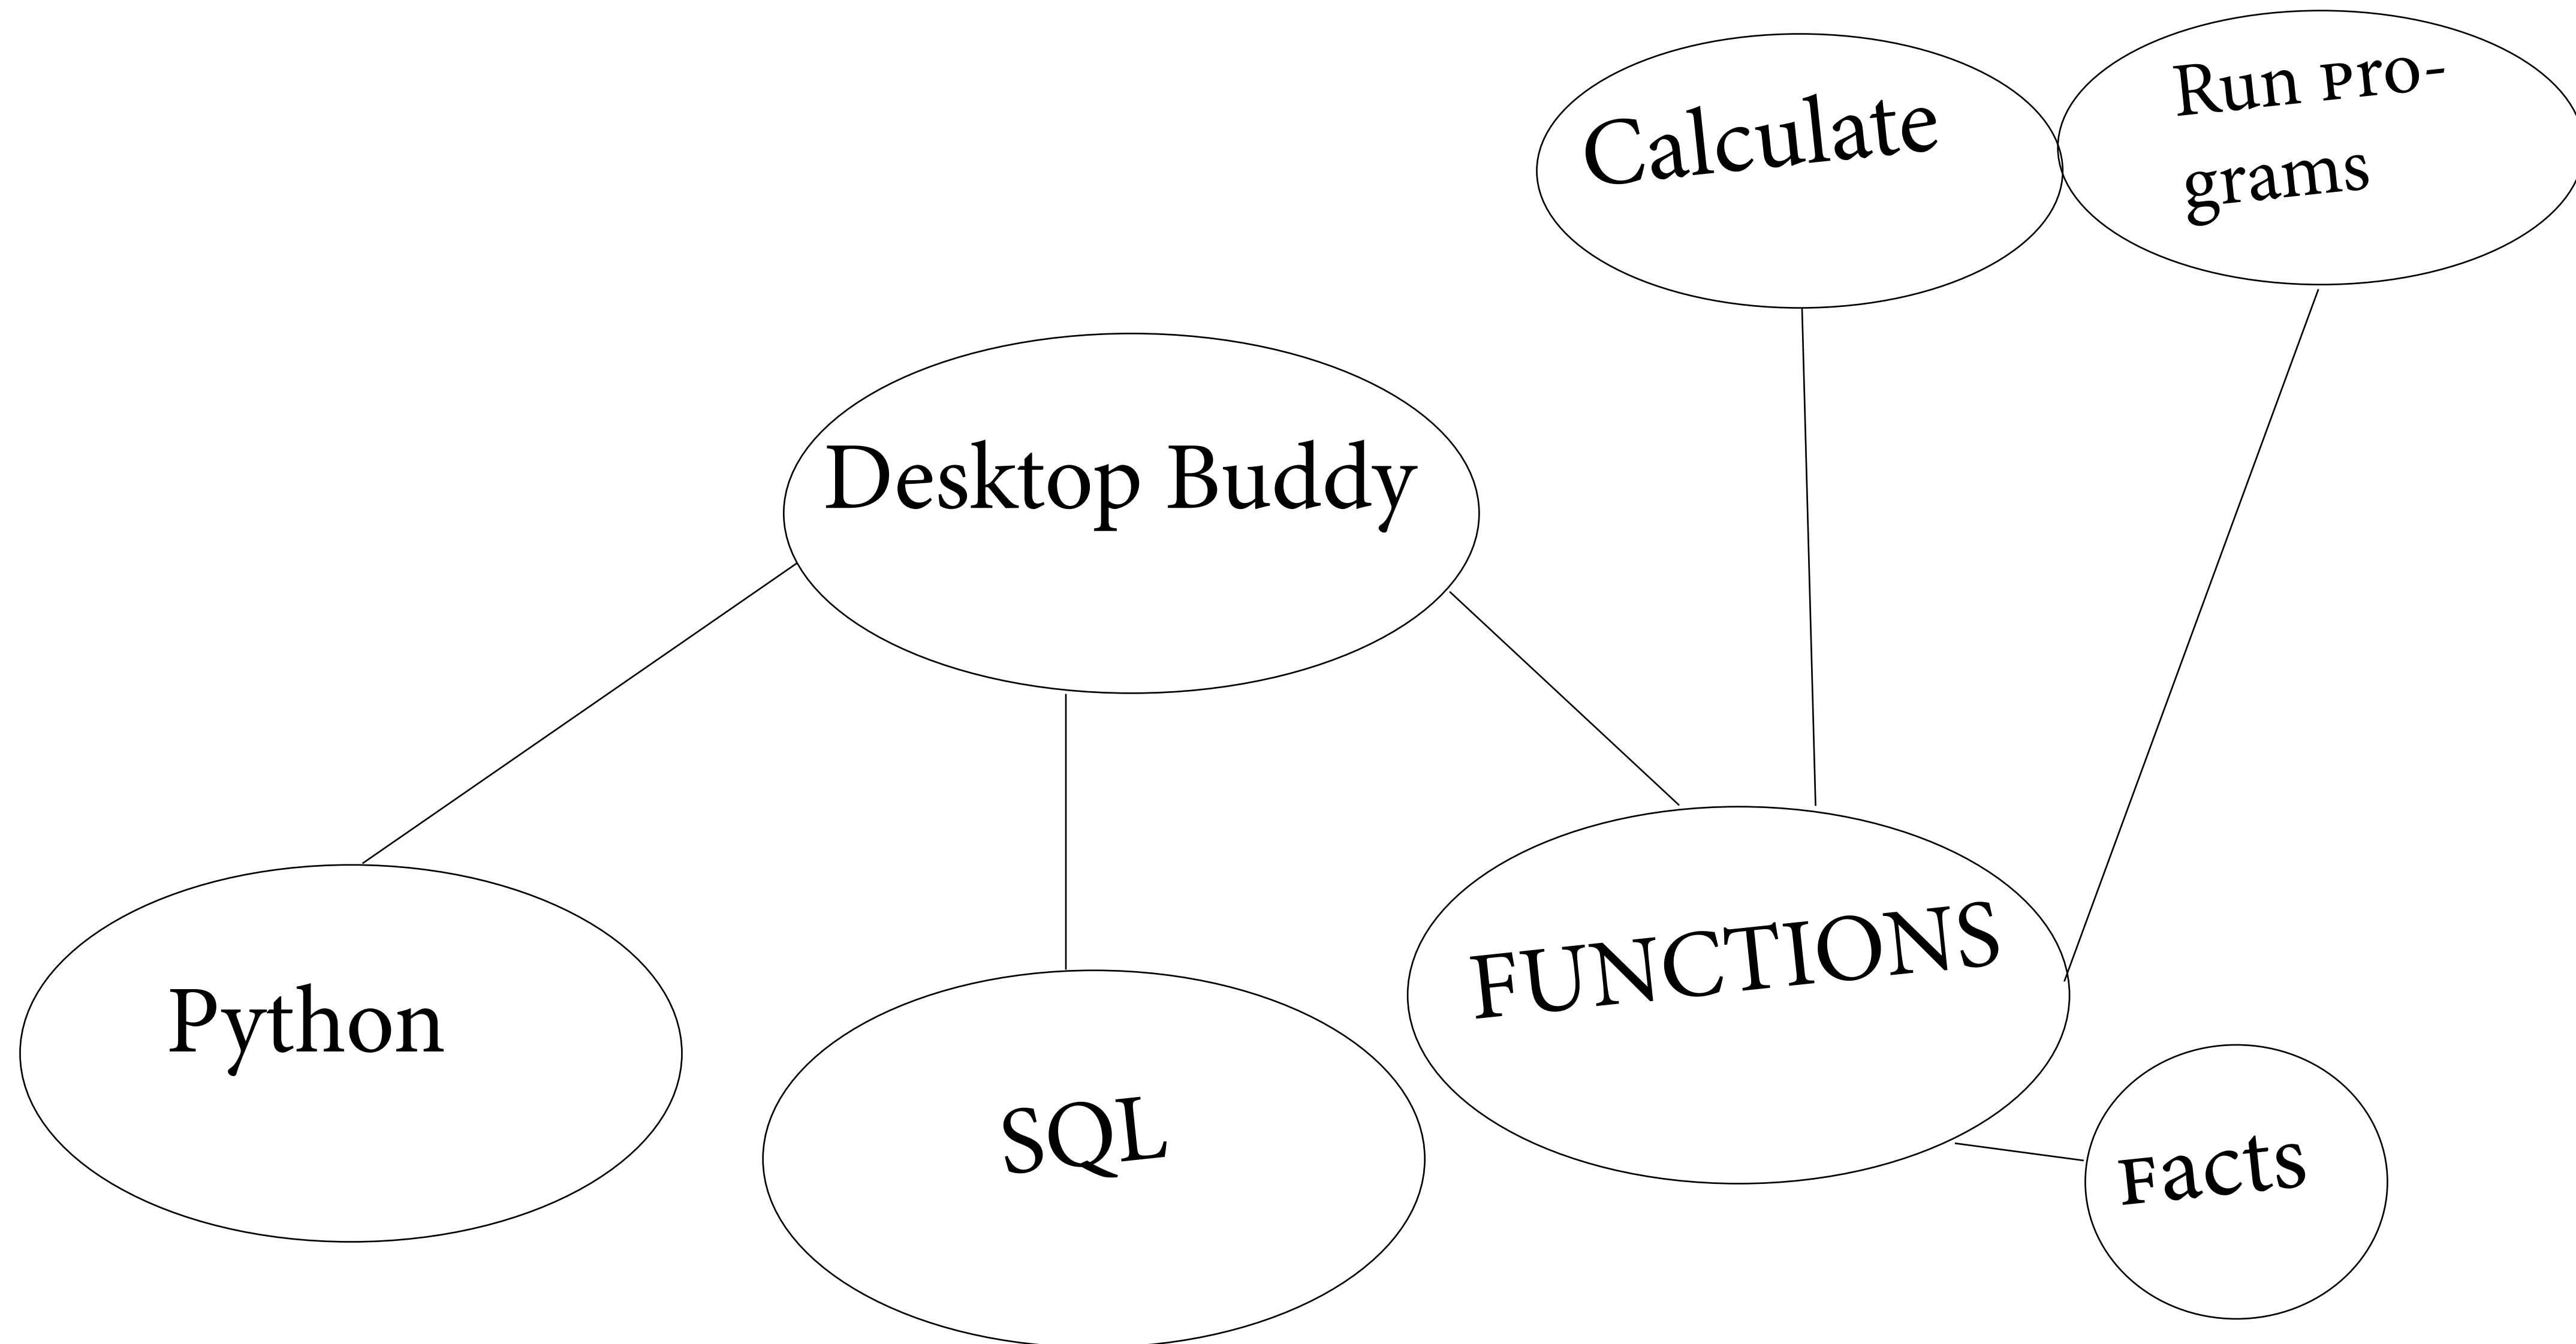 Calculate
Run pro-
grams
Desktop Buddy
FUNCTIONS
Python
SQL
Facts